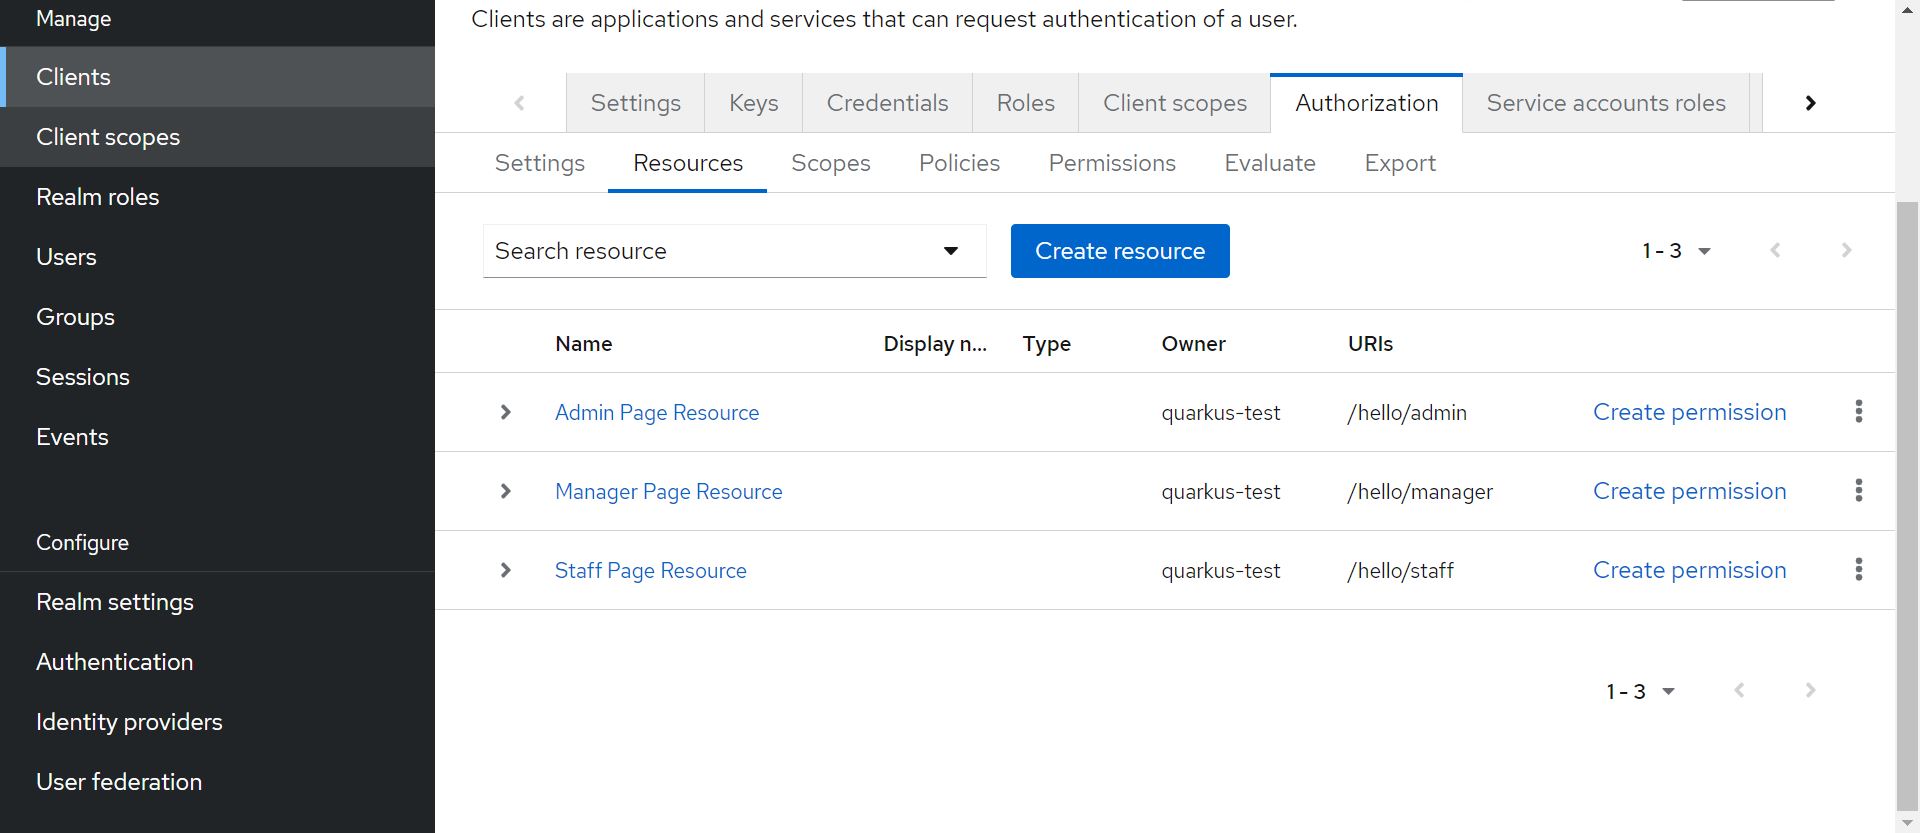 Manage
Clients
Client scopes
Realm roles
Users
Groups
Sessions
Events
Configure
Realm settings
Authentication
Identity providers
User federation
Clients are applications and services that can request authentication of a user.
Settings Keys Credentials Roles Client scopes Authorization Service accounts roles
Settings Resources Scopes Policies Permissions Evaluate Export
Search resource Create resource 1 - 3
Name Display n... Type Owner URIs
Admin Page Resource quarkus-test /hello/admin Create permission
Manager Page Resource quarkus-test /hello/manager Create permission
Staff Page Resource quarkus-test /hello/staff Create permission
1 - 3